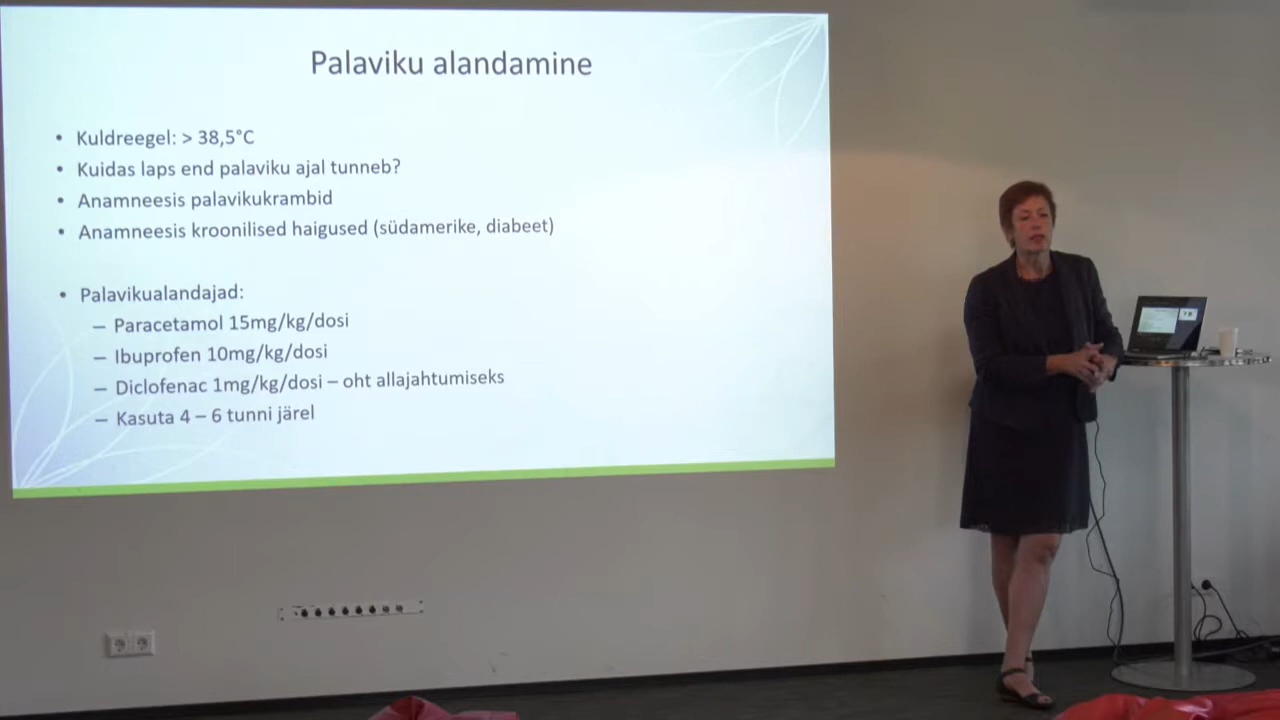 Palaviku alandamine
• Kuldreegel: > 38,5°C
• Kuidas laps end palaviku ajal tunneb?
• Anamneesis palavikukrambid
• Anamneesis kroonilised haigused (südamerike, diabeet)
• Palavikualandajad:
– Paracetamol 15mg/kg/dosi
– Ibuprofen 10mg/kg/dosi
– Diclofenac 1mg/kg/dosi – oht allajahtumiseks
– Kasuta 4 – 6 tunni järel